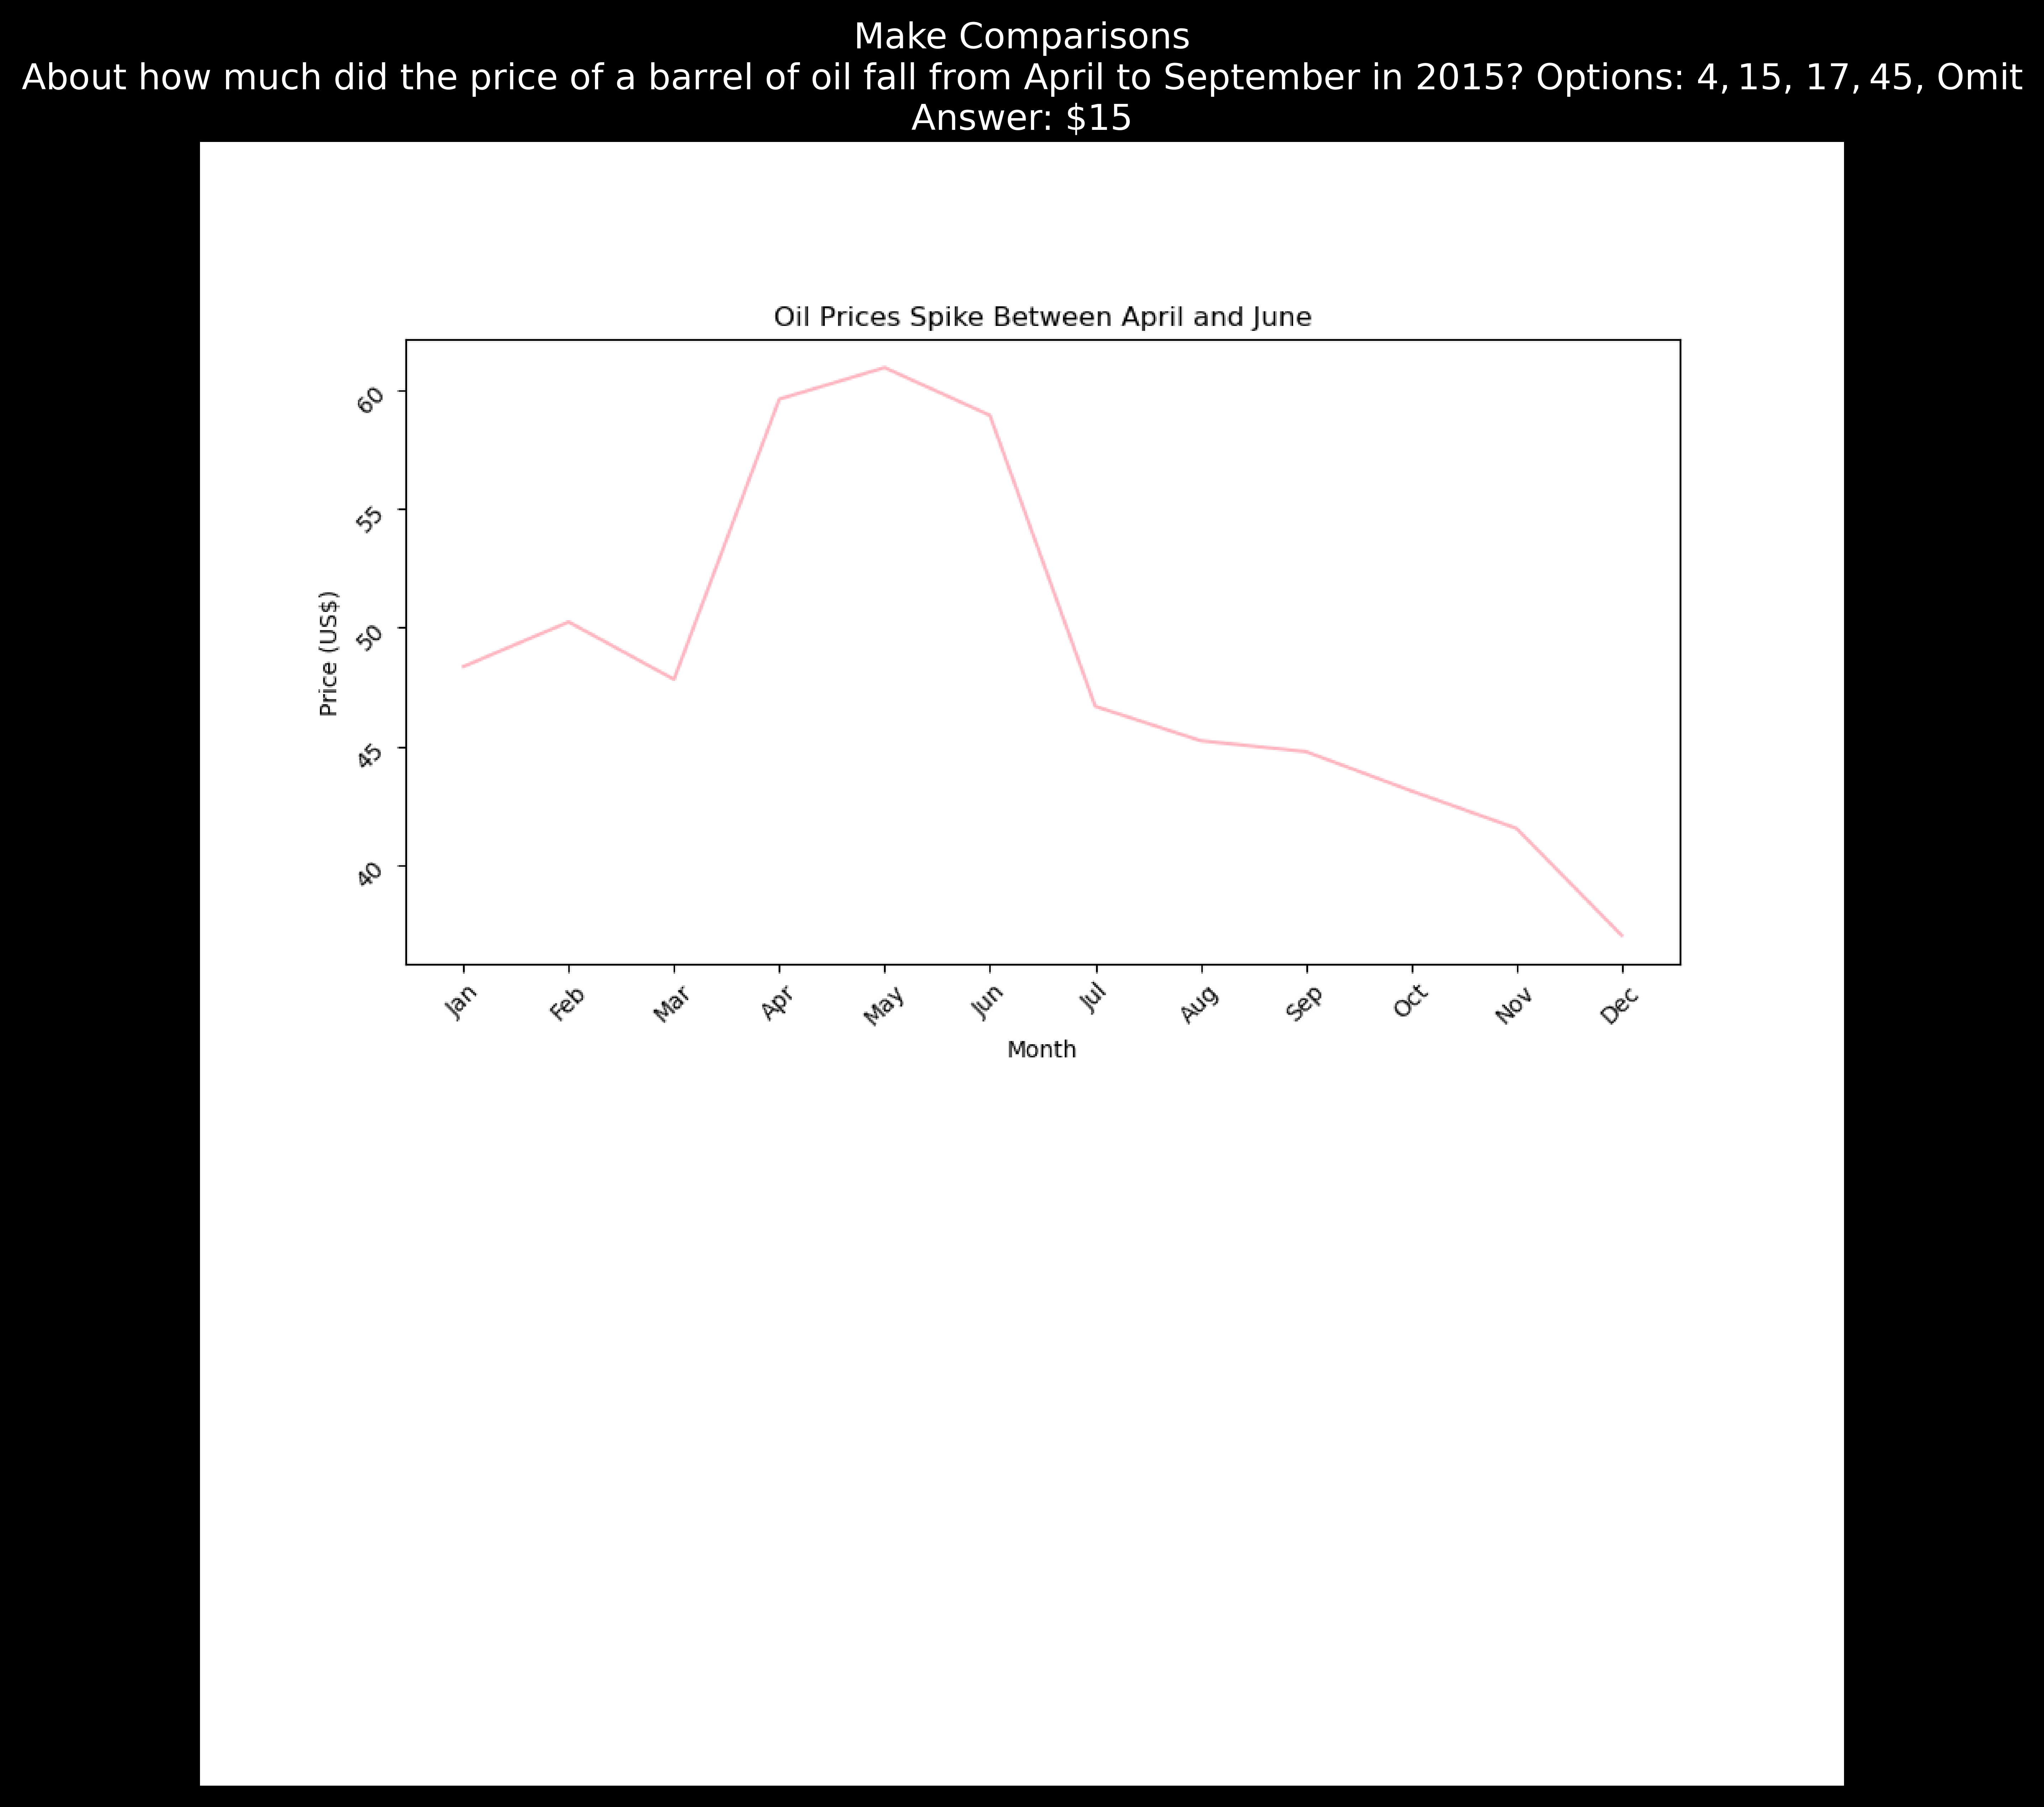 Make Comparisons
About how much did the price of a barrel of oil fall from April to September in 2015? Options: 4, 15, 17, 45, Omit
Answer: $15
Oil Prices Spike Between April and June
60
55
50
45
40
Price (US$)
Jan
Feb
Mar
Apr
May
Jun
Jul
Aug
Sep
Oct
Nov
Dec
Month